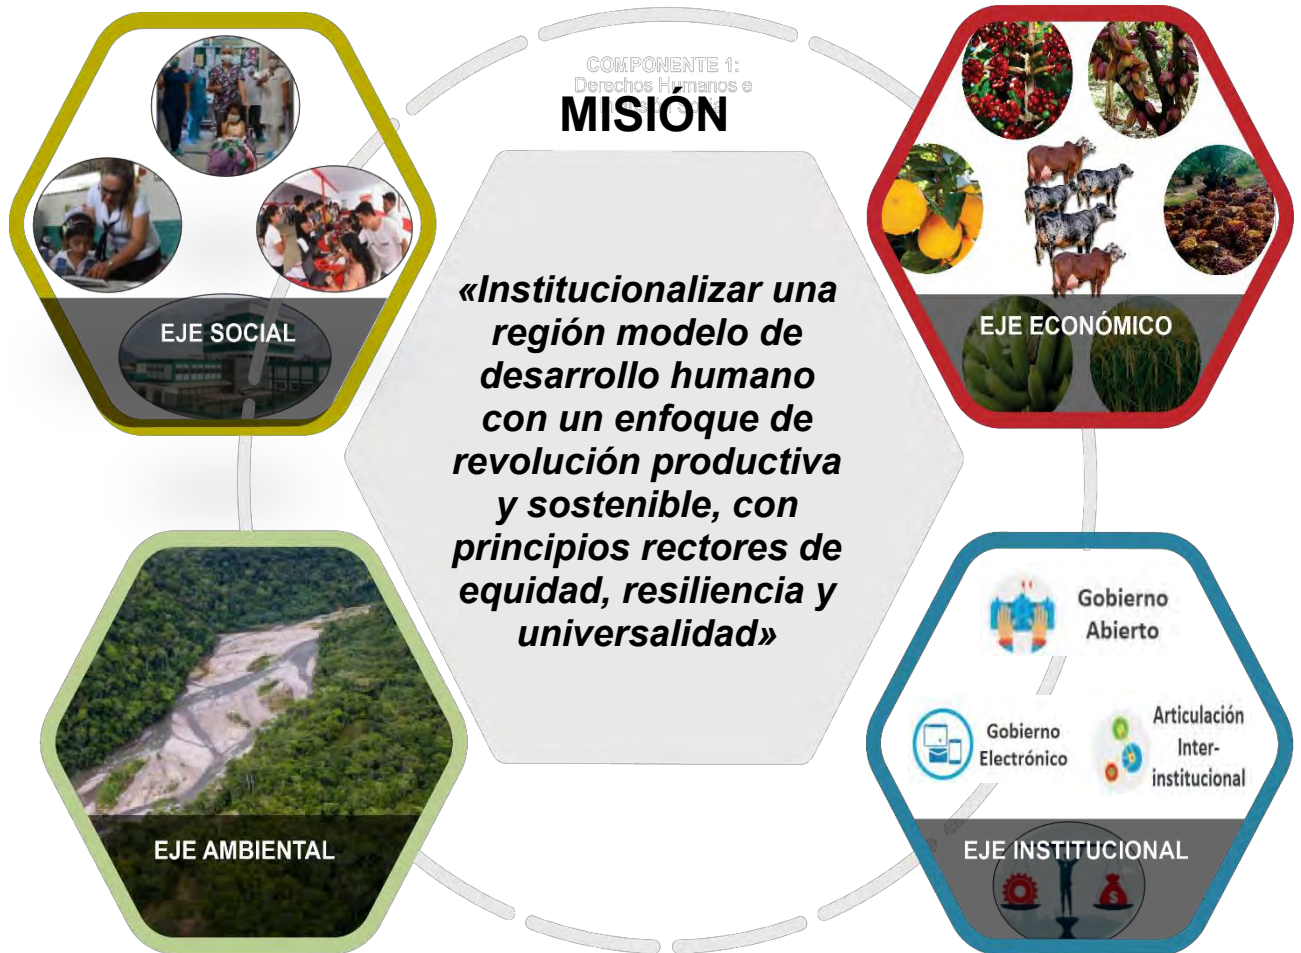 COMPONENTE 1:
Derechos Humanos e
MISIÓN
EJE SOCIAL
EJE ECONÓMICO
«Institucionalizar una
región modelo de
desarrollo humano
con un enfoque de
revolución productiva
y sostenible, con
principios rectores de
equidad, resiliencia y
universalidad»
Gobierno
Abierto
Gobierno
Electrónico
Articulación
Inter-
institucional
EJE AMBIENTAL
EJE INSTITUCIONAL
$